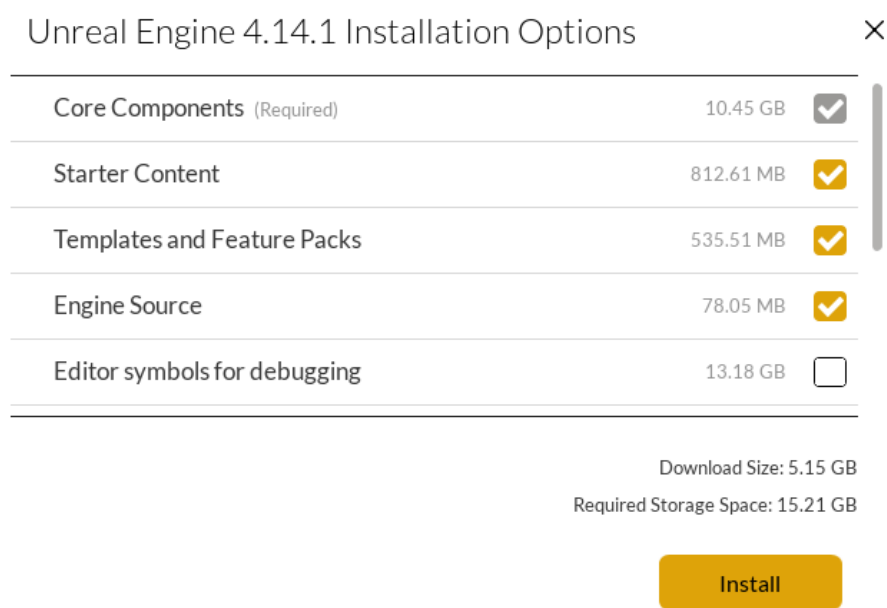 Unreal Engine 4.14.1 Installation Options
Core Components (Required) 10.45 GB
Starter Content 812.61 MB
Templates and Feature Packs 535.51 MB
Engine Source 78.05 MB
Editor symbols for debugging 13.18 GB
Download Size: 5.15 GB
Required Storage Space: 15.21 GB
Install